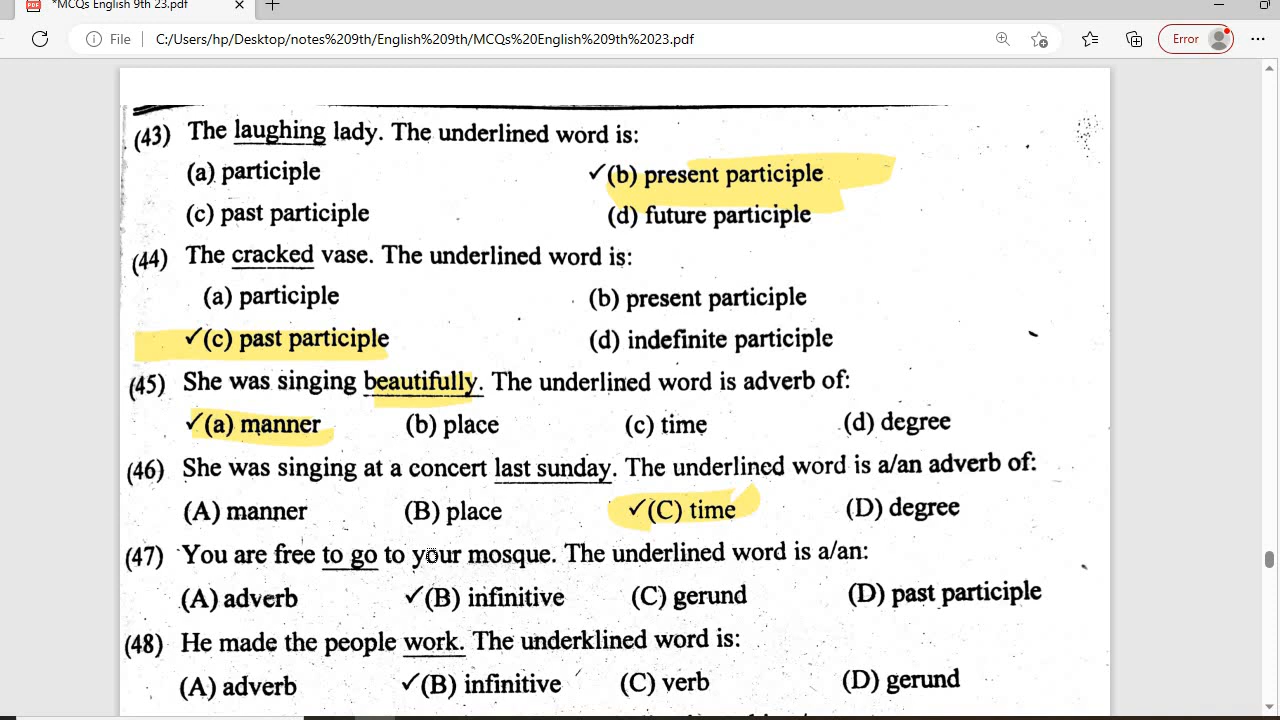 *MCQs English 9th 23.pdf
File C:/Users/hp/Desktop/notes%209th/English%209th/MCQs%20English%209th%2023.pdf Error
(43) The laughing lady. The underlined word is:
(a) participle ✓(b) present participle
(c) past participle (d) future participle
(44) The cracked vase. The underlined word is:
(a) participle (b) present participle
✓(c) past participle (d) indefinite participle
(45) She was singing beautifully. The underlined word is adverb of:
✓(a) manner (b) place (c) time (d) degree
(46) She was singing at a concert last sunday. The underlined word is a/an adverb of:
(A) manner (B) place ✓(C) time (D) degree
(47) You are free to go to your mosque. The underlined word is a/an:
(A) adverb ✓(B) infinitive (C) gerund (D) past participle
(48) He made the people work. The underklined word is:
(A) adverb ✓(B) infinitive (C) verb (D) gerund